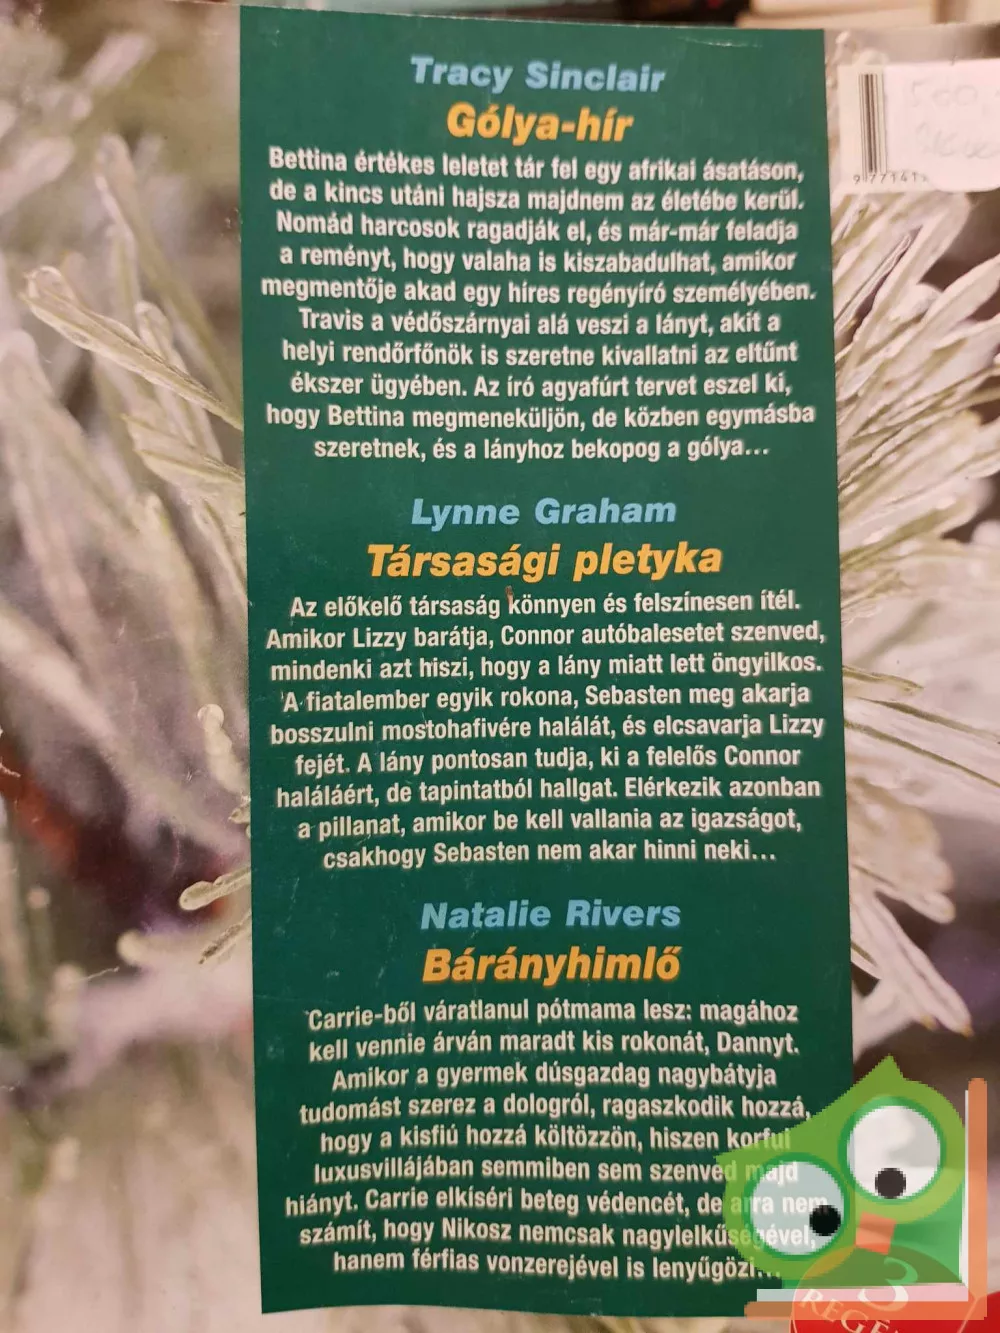 Tracy Sinclair
Gólya-hír
Bettina értékes leletet tár fel egy afrikai ásatáson,
de a kincs utáni hajsza majdnem az életébe kerül.
Nomád harcosok ragadják el, és már-már feladja
a reményt, hogy valaha is kiszabadulhat, amikor
megmentője akad egy híres regényíró személyében.
Travis a védőszárnyai alá veszi a lányt, akit a
helyi rendőrfőnök is szeretne kivallatni az eltűnt
ékszer ügyében. Az író agyafúrt tervet eszel ki,
hogy Bettina megmeneküljön, de közben egymásba
szeretnek, és a lányhoz bekopog a gólya...
Lynne Graham
Társasági pletyka
Az előkelő társaság könnyen és felszínesen ítél.
Amikor Lizzy barátja, Connor autóbalesetet szenved,
mindenki azt hiszi, hogy a lány miatt lett öngyilkos.
A fiatalember egyik rokona, Sebasten meg akarja
bosszulni mostohafivére halálát, és elcsavarja Lizzy
fejét. A lány pontosan tudja, ki a felelős Connor
haláláért, de tapintatból hallgat. Elérkezik azonban
a pillanat, amikor be kell vallania az igazságot,
csakhogy Sebasten nem akar hinni neki...
Natalie Rivers
Bárányhimlő
Carrie-ből váratlanul pótmama lesz: magához
kell vennie árván maradt kis rokonát, Dannyt.
Amikor a gyermek dúsgazdag nagybátyja
tudomást szerez a dologról, ragaszkodik hozzá,
hogy a kisfiú hozzá költözzön, hiszen korfui
luxusvillájában semmiben sem szenved majd
hiányt. Carrie elkíséri beteg védencét, de arra nem
számít, hogy Nikosz nemcsak nagylelkűségével,
hanem férfias vonzerejével is lenyűgözi...
9 771419
500,
3